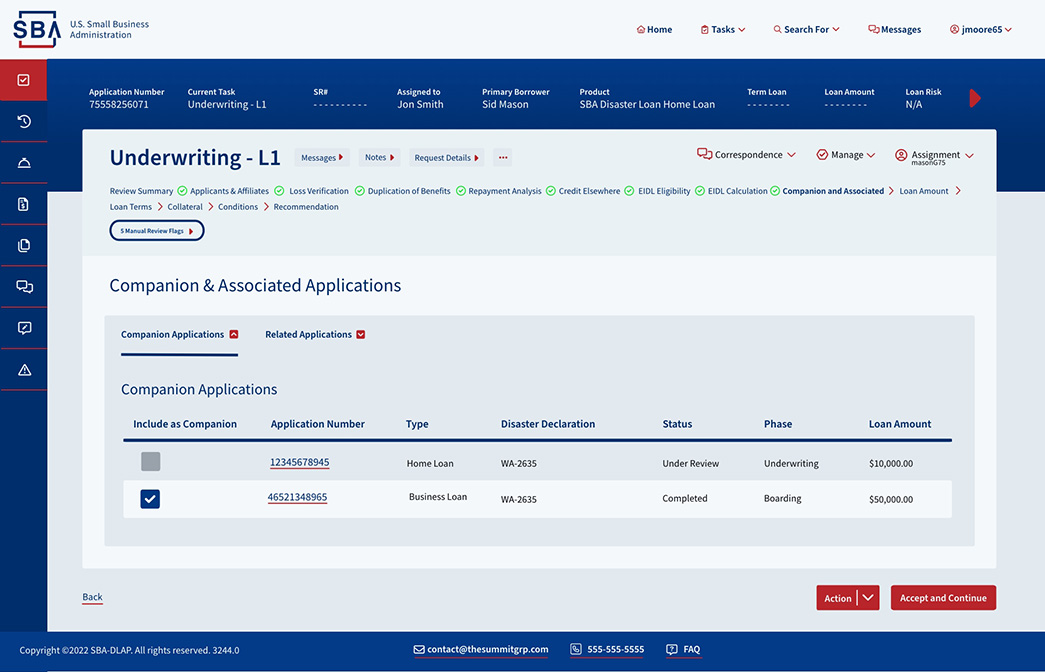 SBA
U.S. Small Business
Administration
Home
Tasks
Search For
Messages
jmoore65
Application Number
75558256071
Current Task
Underwriting - L1
SR#
- - - - - - - - - -
Assigned to
Jon Smith
Primary Borrower
Sid Mason
Product
SBA Disaster Loan Home Loan
Term Loan
- - - - - - - -
Loan Amount
- - - - - - - -
Loan Risk
N/A
Underwriting - L1
Messages
Notes
Request Details
...
Correspondence
Manage
Assignment
masonG75
Review Summary Applicants & Affiliates Loss Verification Duplication of Benefits Repayment Analysis Credit Elsewhere EIDL Eligibility EIDL Calculation Companion and Associated Loan Amount
Loan Terms Collateral Conditions Recommendation
5 Manual Review Flags
Companion & Associated Applications
Companion Applications Related Applications
Companion Applications
Include as Companion Application Number Type Disaster Declaration Status Phase Loan Amount
12345678945 Home Loan WA-2635 Under Review Underwriting $10,000.00
46521348965 Business Loan WA-2635 Completed Boarding $50,000.00
Back
Action
Accept and Continue
Copyright ©2022 SBA-DLAP. All rights reserved. 3244.0
contact@thesummitgrp.com
555-555-5555
FAQ